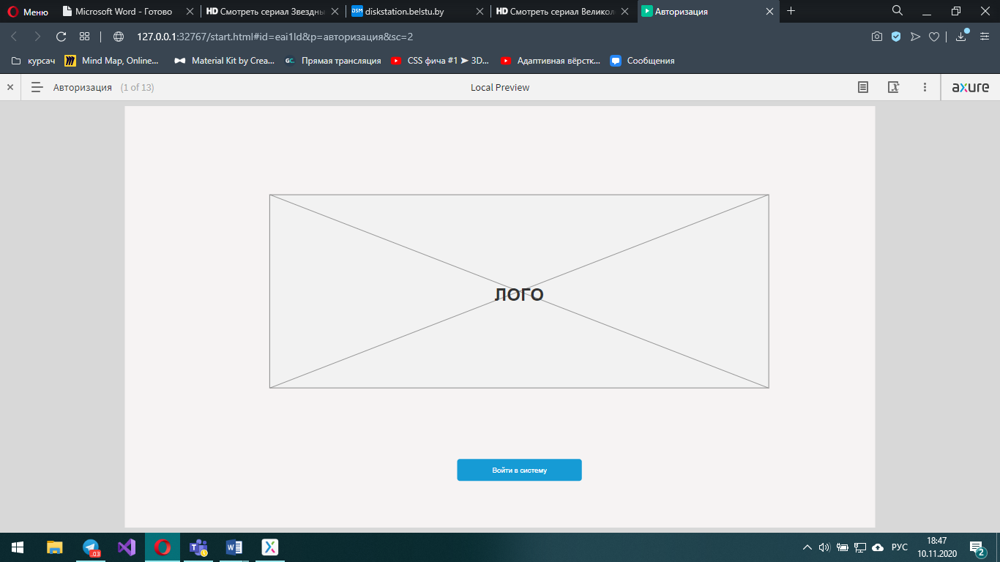 Меню
Microsoft Word - Готово
HD Смотреть сериал Звездны
DSM diskstation.belstu.by
HD Смотреть сериал Великол
Авторизация
127.0.0.1:32767/start.html#id=eai1ld&p=авторизация&sc=2
курсач
Mind Map, Online...
Material Kit by Crea...
GC Прямая трансляция
CSS фича #1 ➤ 3D...
Адаптивная вёрстк...
Сообщения
Авторизация (1 of 13)
Local Preview
axure
ЛОГО
Войти в систему
.03
РУС
18:47
10.11.2020
2